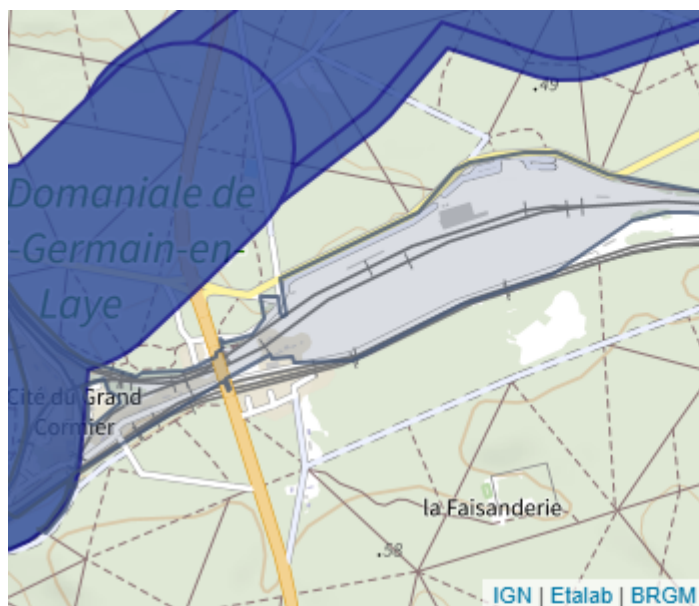 .49
Domaniale de
-Germain-en-
Laye
Cité du Grand
Cormier
la Faisanderie
.58
IGN | Etalab | BRGM